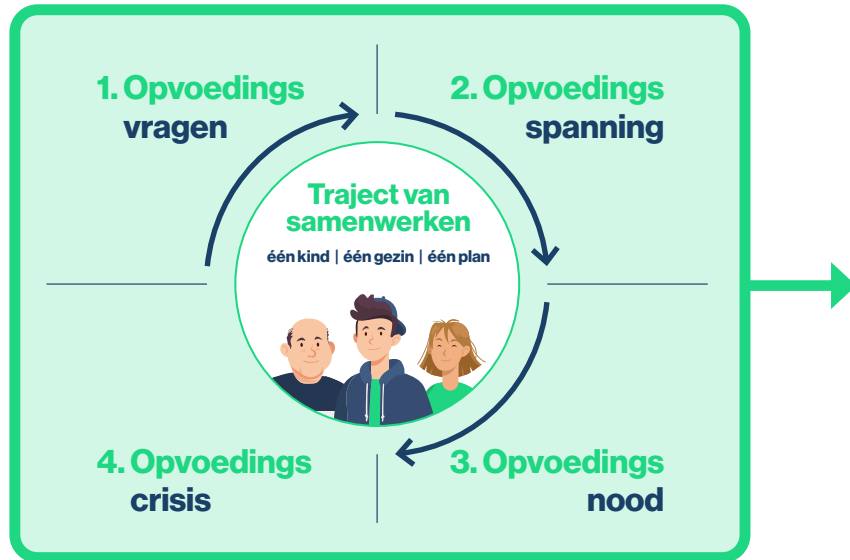 1. Opvoedings
vragen
2. Opvoedings
spanning
Traject van
samenwerken
één kind | één gezin | één plan
4. Opvoedings
crisis
3. Opvoedings
nood